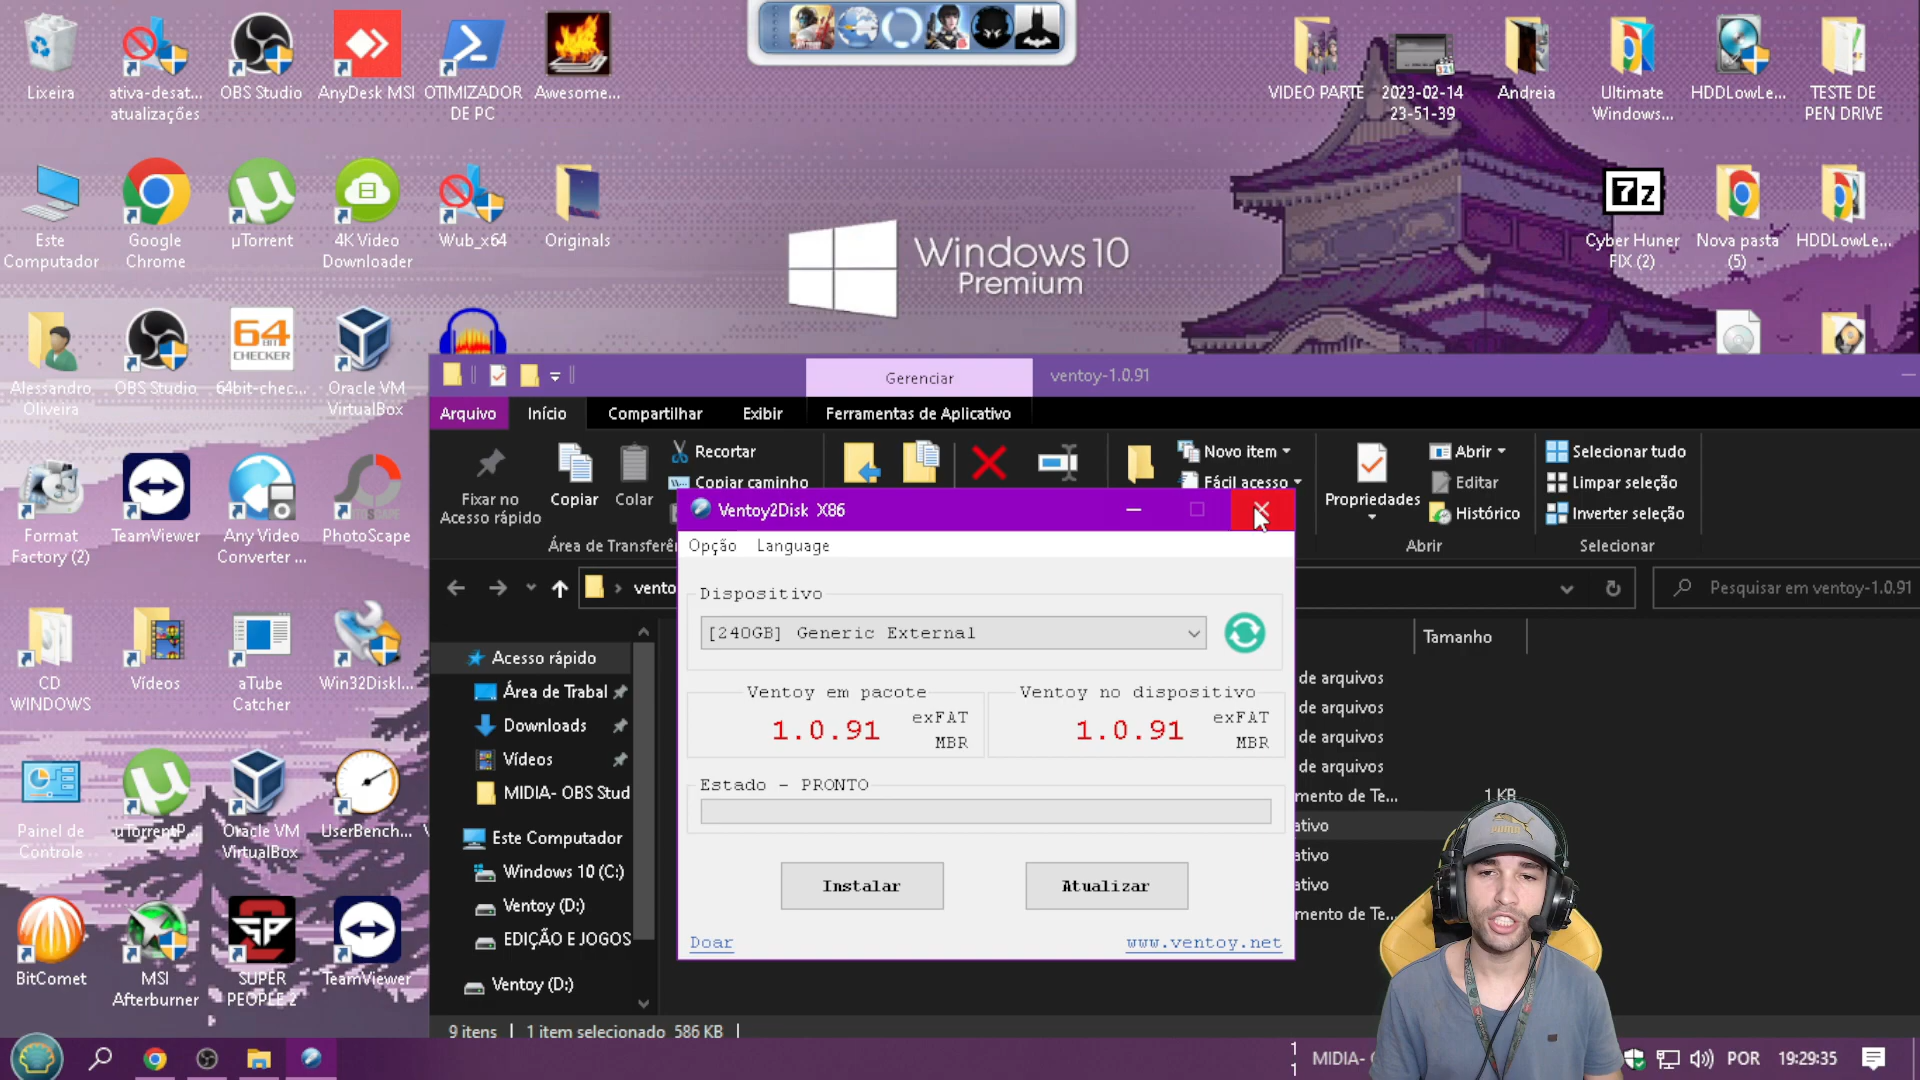 Lixeira
ativa-desat...
atualizações
OBS Studio
AnyDesk MSI
OTIMIZADOR
DE PC
Awesome...
VIDEO PARTE
2023-02-14
23-51-39
Andreia
Ultimate
Windows...
HDDLowLe...
TESTE DE
PEN DRIVE
Este
Computador
Google
Chrome
µTorrent
4K Video
Downloader
Wub_x64
Originals
Windows 10
Premium
7z
Cyber Huner
FIX (2)
Nova pasta
(5)
HDDLowLe...
Alessandro
Oliveira
OBS Studio
64 BIT
CHECKER
64bit-chec...
Oracle VM
VirtualBox
Gerenciar
ventoy-1.0.91
Arquivo
Início
Compartilhar
Exibir
Ferramentas de Aplicativo
Fixar no
Acesso rápido
Copiar
Colar
Recortar
Copiar caminho
Novo item
Fácil acesso
Propriedades
Abrir
Editar
Histórico
Selecionar tudo
Limpar seleção
Inverter seleção
Abrir
Selecionar
Format
Factory (2)
TeamViewer
Any Video
Converter ...
PhotoScape
Ventoy2Disk X86
Opção
Language
Dispositivo
[240GB] Generic External
Ventoy em pacote
1.0.91
exFAT
MBR
Ventoy no dispositivo
1.0.91
exFAT
MBR
Estado - PRONTO
Instalar
Atualizar
Doar
www.ventoy.net
Pesquisar em ventoy-1.0.91
Tamanho
de arquivos
de arquivos
de arquivos
de arquivos
1 KB
Acesso rápido
Área de Trabal
Downloads
Vídeos
MIDIA- OBS Stud
Este Computador
Windows 10 (C:)
Ventoy (D:)
EDIÇÃO E JOGOS
Ventoy (D:)
CD
WINDOWS
Vídeos
aTube
Catcher
Win32DiskI...
Painel de
Controle
uTorrentP...
Oracle VM
VirtualBox
UserBench...
BitComet
MSI
Afterburner
SUPER
PEOPLE 2
TeamViewer
9 itens
1 item selecionado 586 KB
MIDIA-
POR
19:29:35